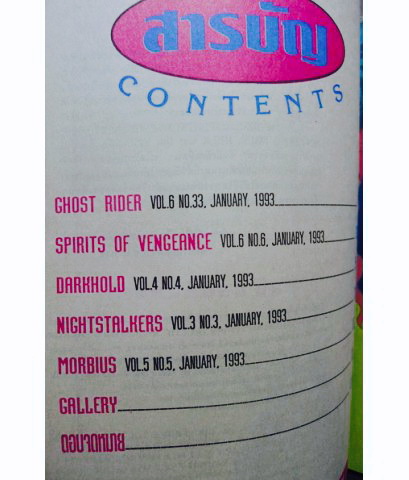 สารบัญ
CONTENTS
GHOST RIDER VOL.6 NO.33, JANUARY, 1993
SPIRITS OF VENGEANCE VOL.6 NO.6, JANUARY, 1993
DARKHOLD VOL.4 NO.4, JANUARY, 1993
NIGHTSTALKERS VOL.3 NO.3, JANUARY, 1993
MORBIUS VOL.5 NO.5, JANUARY, 1993
GALLERY
ตอบจดหมาย